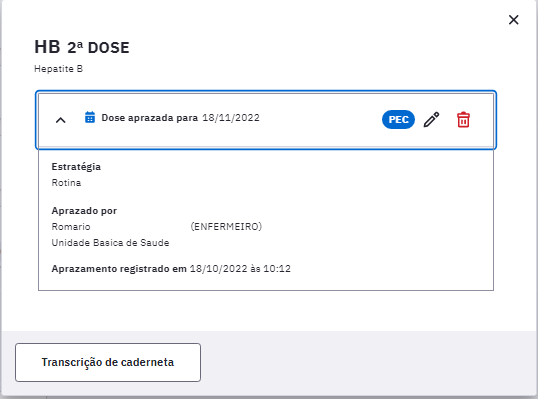 HB 2ª DOSE
Hepatite B
Dose aprazada para 18/11/2022 PEC
Estratégia
Rotina
Aprazado por
Romario (ENFERMEIRO)
Unidade Basica de Saude
Aprazamento registrado em 18/10/2022 às 10:12
Transcrição de caderneta